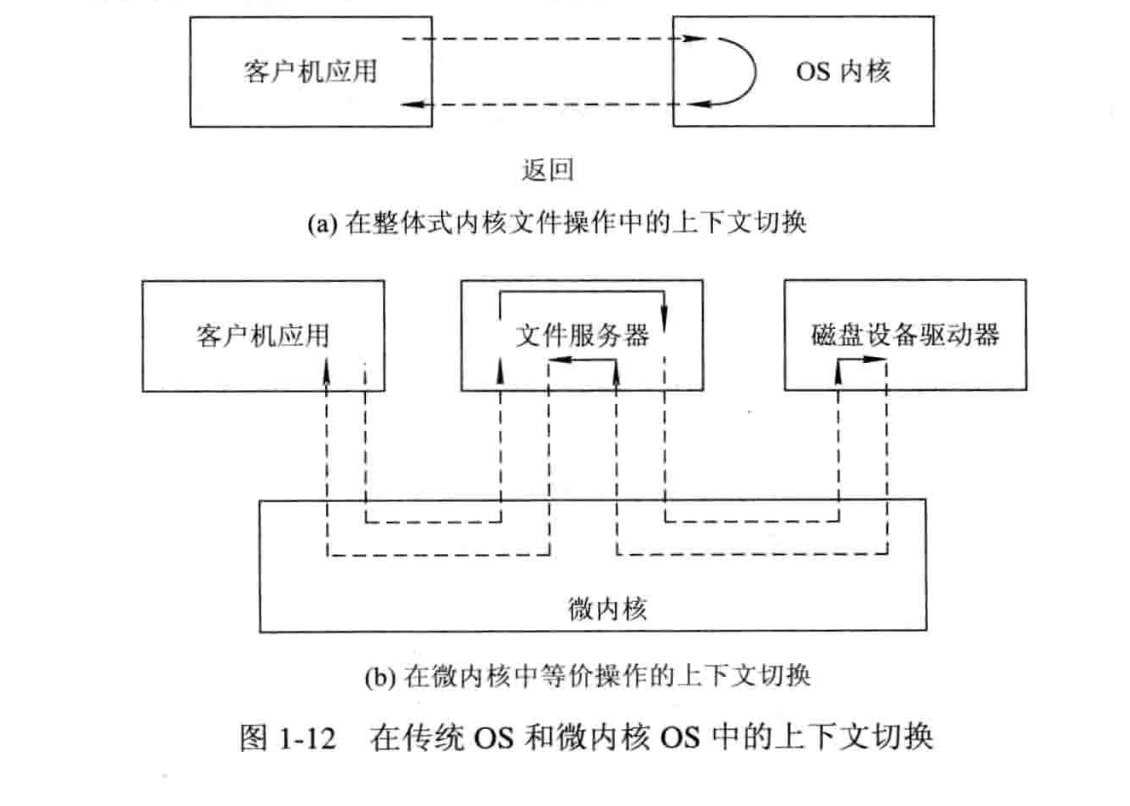 客户机应用
OS 内核
返回
(a) 在整体式内核文件操作中的上下文切换
客户机应用
文件服务器
磁盘设备驱动器
微内核
(b) 在微内核中等价操作的上下文切换
图 1-12 在传统 OS 和微内核 OS 中的上下文切换